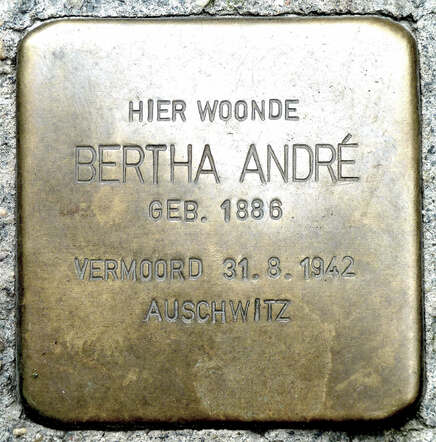 HIER WOONDE
BERTHA ANDRÉ
GEB. 1886
VERMOORD 31.8.1942
AUSCHWITZ